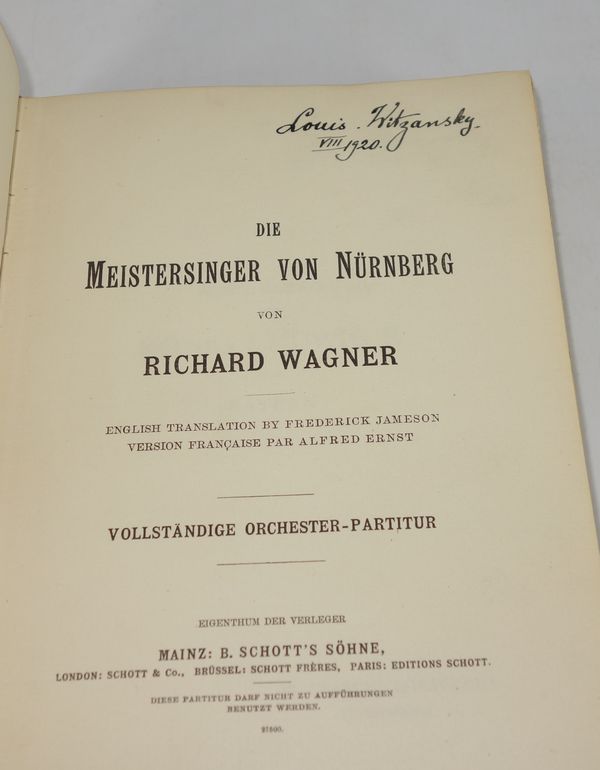 Louis. Witzansky.
VIII 1920.
DIE
MEISTERSINGER VON NÜRNBERG
VON
RICHARD WAGNER
ENGLISH TRANSLATION BY FREDERICK JAMESON
VERSION FRANÇAISE PAR ALFRED ERNST
VOLLSTÄNDIGE ORCHESTER-PARTITUR
EIGENTHUM DER VERLEGER
MAINZ: B. SCHOTT'S SÖHNE,
LONDON: SCHOTT & Co., BRÜSSEL: SCHOTT FRÈRES, PARIS: EDITIONS SCHOTT.
DIESE PARTITUR DARF NICHT ZU AUFFÜHRUNGEN
BENUTZT WERDEN.